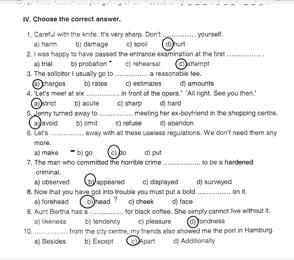 IV. Choose the correct answer.
1. Careful with the knife. It's very sharp. Don't ............. yourself.
a) harm b) damage c) spoil d) hurt
2. I was happy to have passed the entrance examination at the first .............. .
a) trial b) probation c) rehearsal d) attempt
3. The solicitor I usually go to ............. a reasonable fee.
a) charges b) rates c) estimates d) amounts
4. 'Let's meet at six ............. in front of the opera.' 'All right. See you then.'
a) strict b) acute c) sharp d) hard
5. Jenny turned away to ............. meeting her ex-boyfriend in the shopping centre.
a) avoid b) omit c) refuse d) abandon
6. Let's ............. away with all these useless regulations. We don't need them any
more.
a) make b) go c) do d) put
7. The man who committed the horrible crime ............. to be a hardened
criminal.
a) observed b) appeared c) displayed d) surveyed
8. Now that you have got into trouble you must put a bold ............. on it.
a) forehead b) head ? c) cheek d) face
9. Aunt Bertha has a ............. for black coffee. She simply cannot live without it.
a) likeness b) tendency c) pleasure d) fondness
10. ............. from the city centre, my friends also showed me the port in Hamburg.
a) Besides b) Except c) Apart d) Additionally